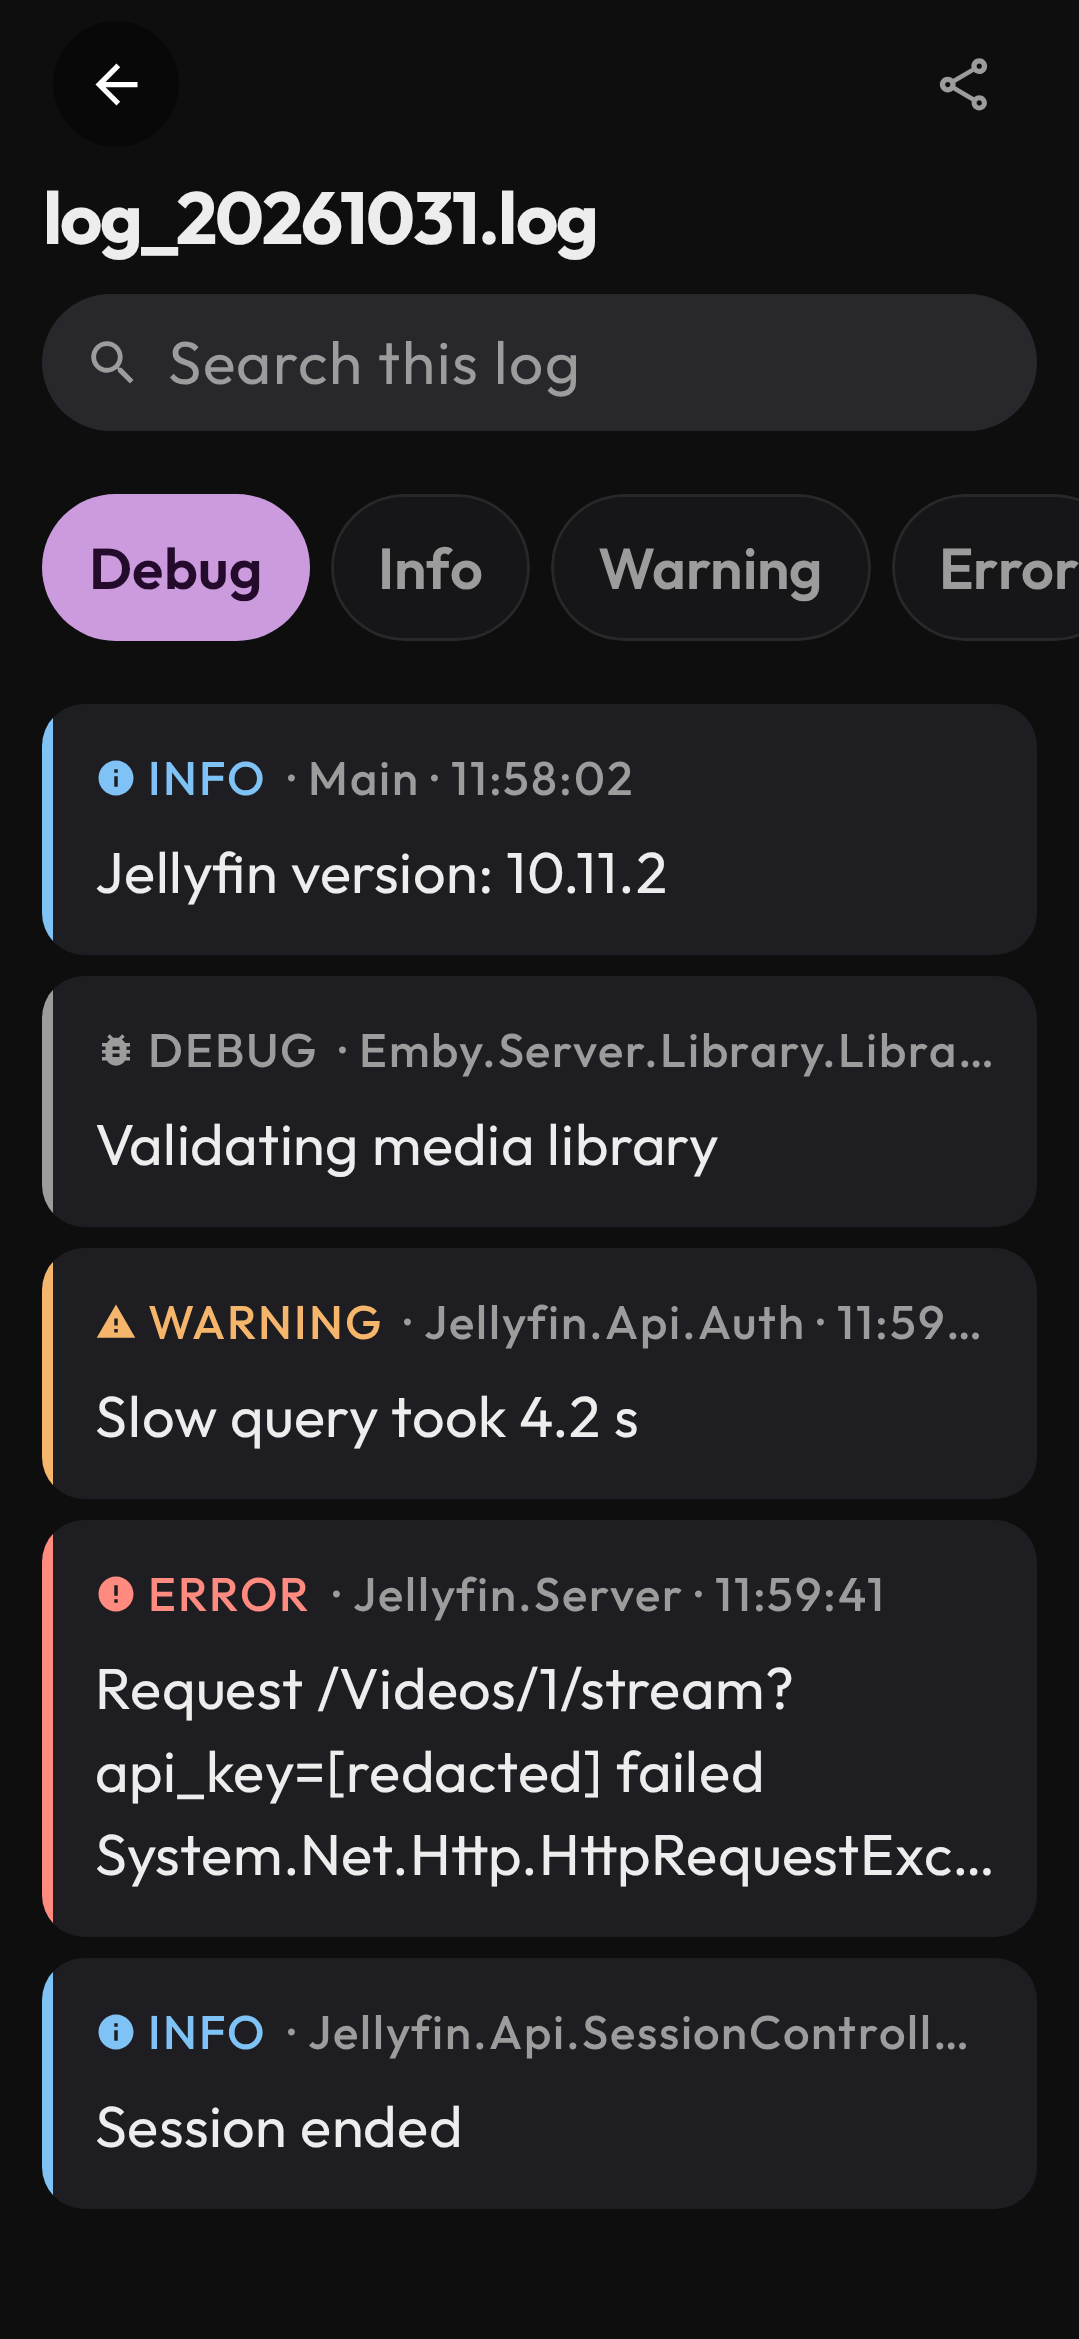 log_20261031.log
Search this log
Debug Info Warning Error
INFO · Main · 11:58:02
Jellyfin version: 10.11.2
DEBUG · Emby.Server.Library.Libra…
Validating media library
WARNING · Jellyfin.Api.Auth · 11:59…
Slow query took 4.2 s
ERROR · Jellyfin.Server · 11:59:41
Request /Videos/1/stream?
api_key=[redacted] failed
System.Net.Http.HttpRequestExc…
INFO · Jellyfin.Api.SessionControll…
Session ended